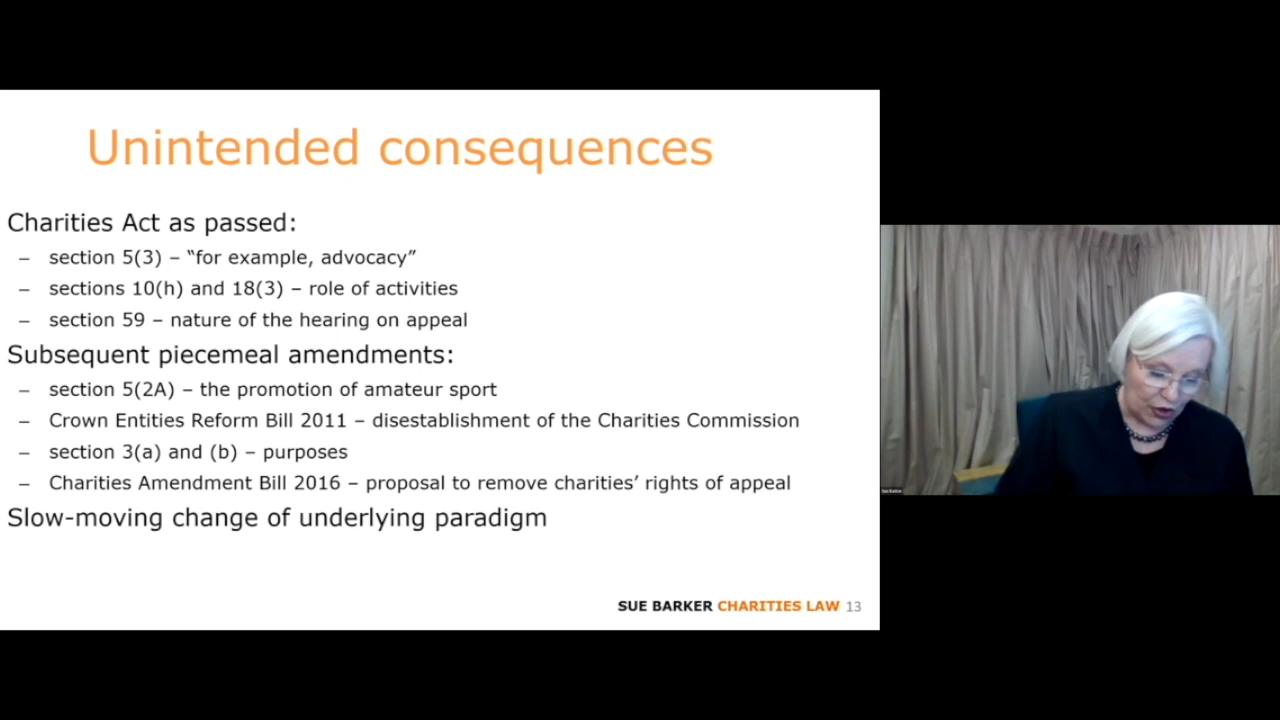 Unintended consequences
Charities Act as passed:
– section 5(3) – “for example, advocacy”
– sections 10(h) and 18(3) – role of activities
– section 59 – nature of the hearing on appeal
Subsequent piecemeal amendments:
– section 5(2A) – the promotion of amateur sport
– Crown Entities Reform Bill 2011 – disestablishment of the Charities Commission
– section 3(a) and (b) – purposes
– Charities Amendment Bill 2016 – proposal to remove charities’ rights of appeal
Slow-moving change of underlying paradigm
SUE BARKER CHARITIES LAW 13
Sue Barker